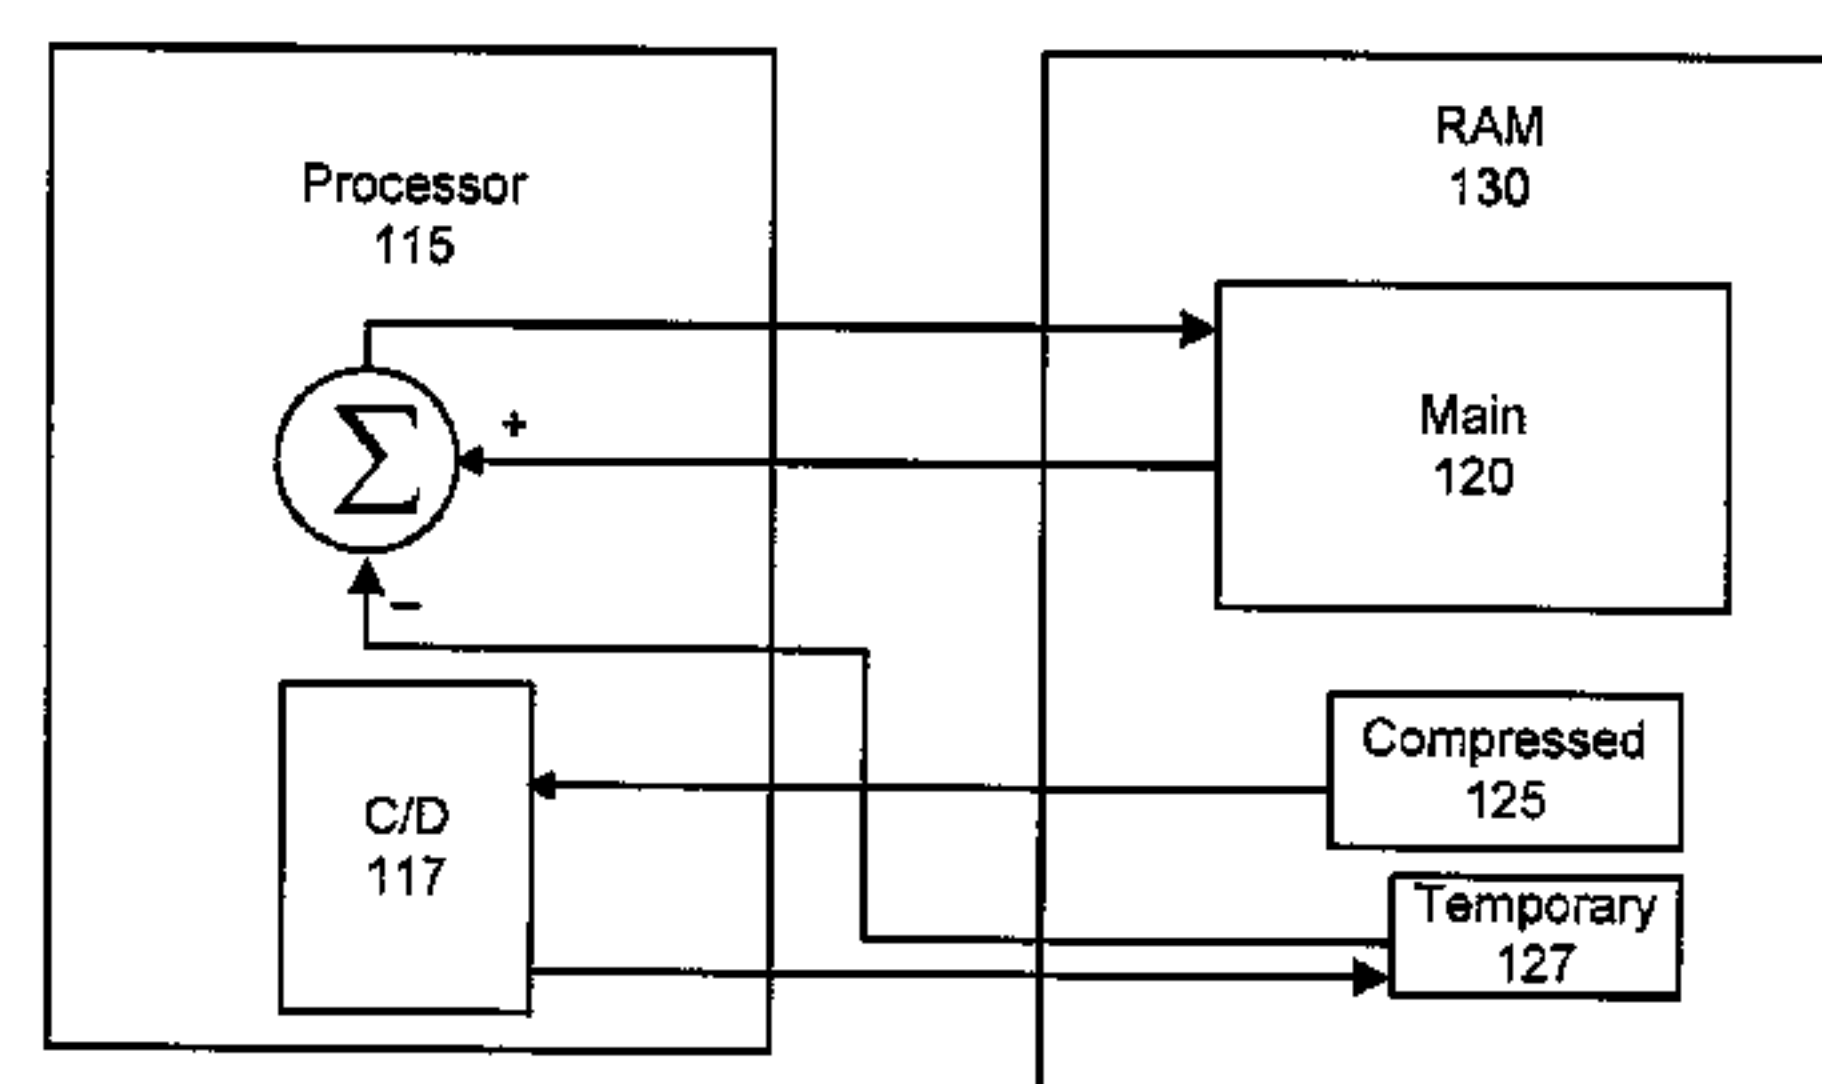 Processor
115
RAM
130
Σ
+
−
Main
120
C/D
117
Compressed
125
Temporary
127